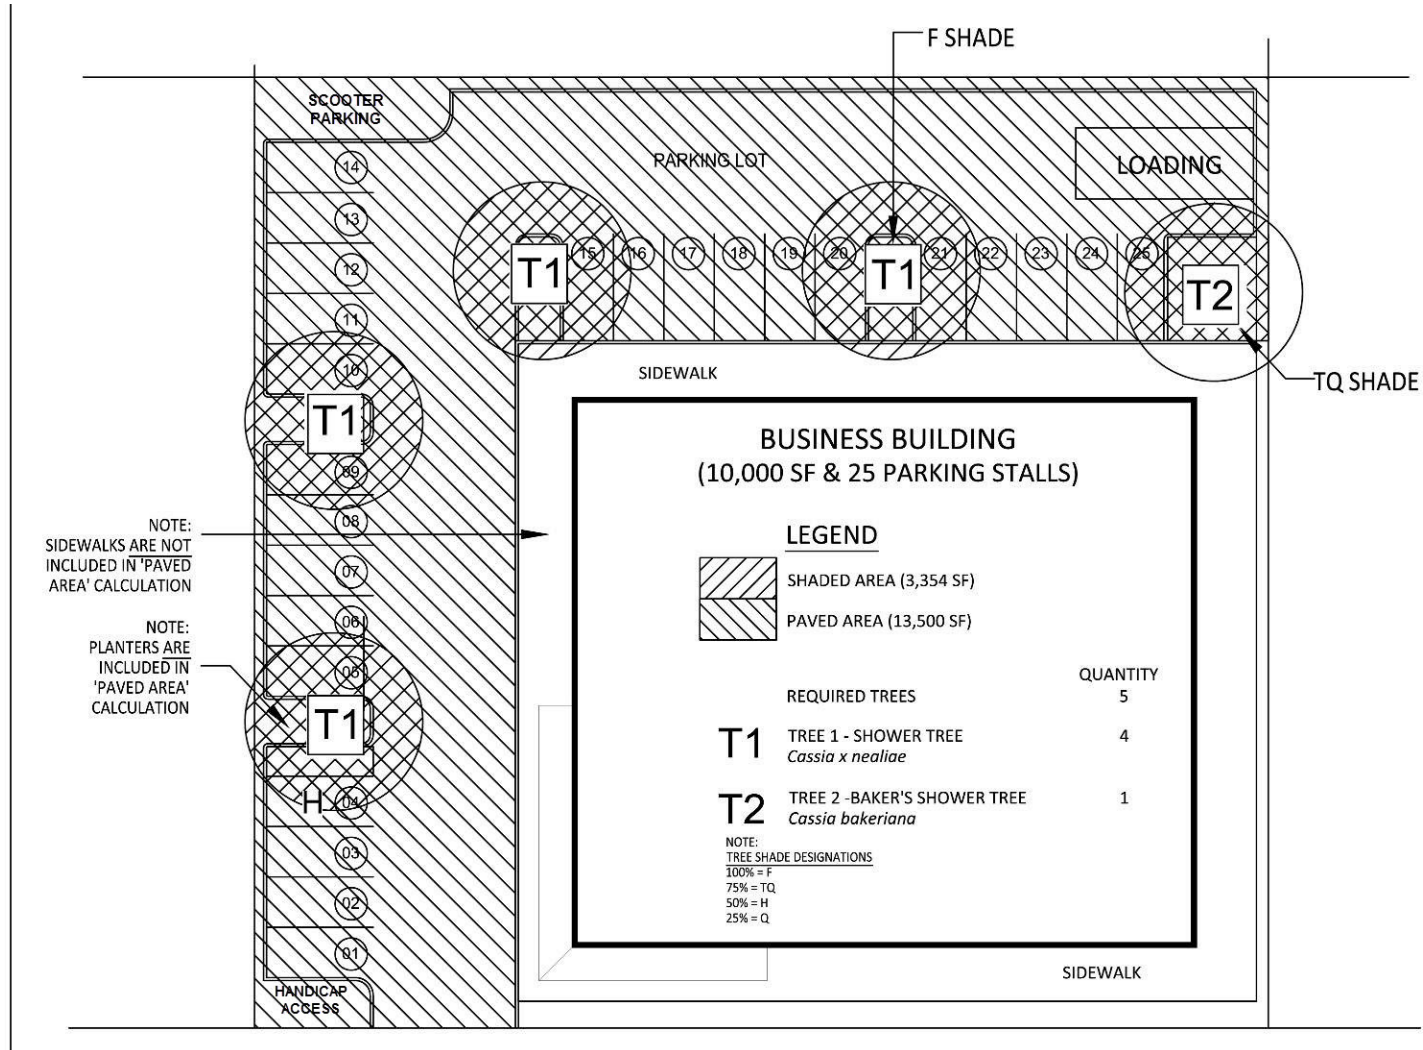 F SHADE
SCOOTER
PARKING
PARKING LOT
LOADING
14
13
12
11
10
T1
09
08
07
06
05
T1
H 04
03
02
01
HANDICAP
ACCESS
T1
15
16
17
18
19
20
T1
21
22
23
24
25
T2
TQ SHADE
SIDEWALK
NOTE:
SIDEWALKS ARE NOT
INCLUDED IN 'PAVED
AREA' CALCULATION
NOTE:
PLANTERS ARE
INCLUDED IN
'PAVED AREA'
CALCULATION
BUSINESS BUILDING
(10,000 SF & 25 PARKING STALLS)
LEGEND
SHADED AREA (3,354 SF)
PAVED AREA (13,500 SF)
QUANTITY
REQUIRED TREES 5
T1 TREE 1 - SHOWER TREE 4
Cassia x nealiae
T2 TREE 2 -BAKER'S SHOWER TREE 1
Cassia bakeriana
NOTE:
TREE SHADE DESIGNATIONS
100% = F
75% = TQ
50% = H
25% = Q
SIDEWALK